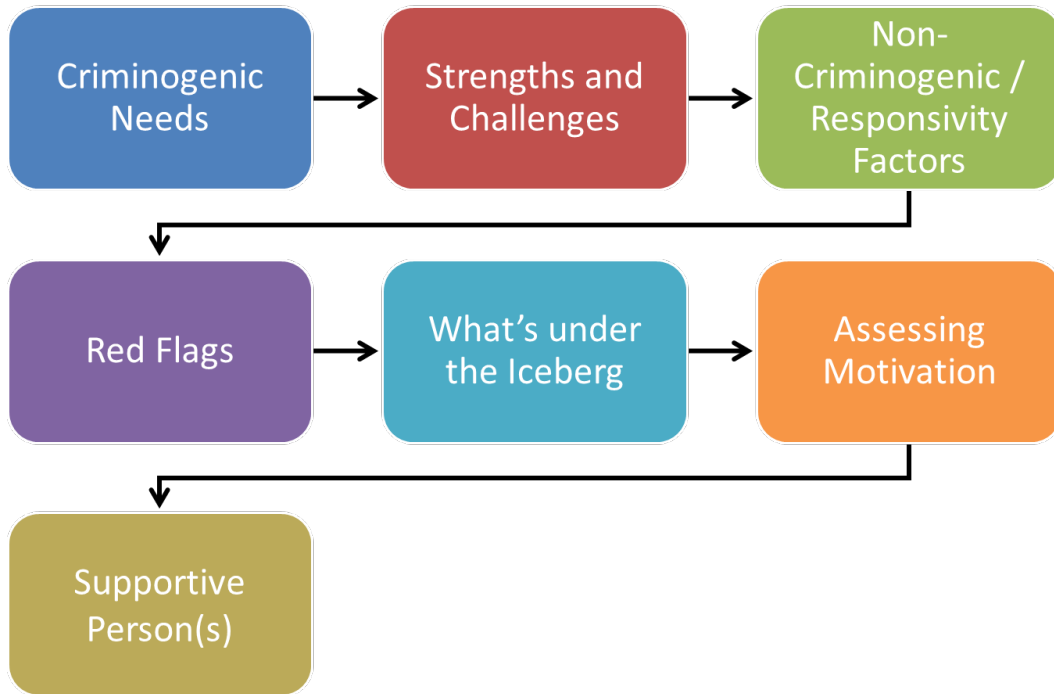 Criminogenic
Needs
Strengths and
Challenges
Non-
Criminogenic /
Responsivity
Factors
Red Flags
What’s under
the Iceberg
Assessing
Motivation
Supportive
Person(s)